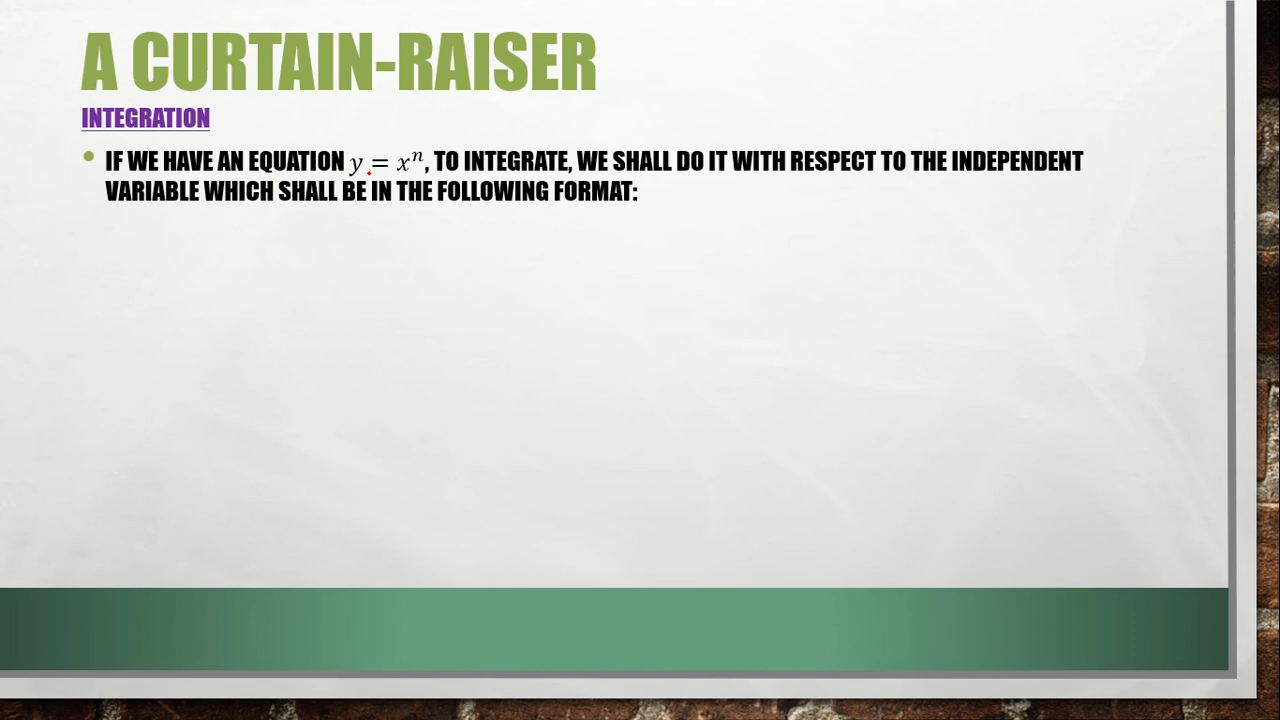 A CURTAIN-RAISER
INTEGRATION
• IF WE HAVE AN EQUATION y = xⁿ, TO INTEGRATE, WE SHALL DO IT WITH RESPECT TO THE INDEPENDENT
VARIABLE WHICH SHALL BE IN THE FOLLOWING FORMAT: